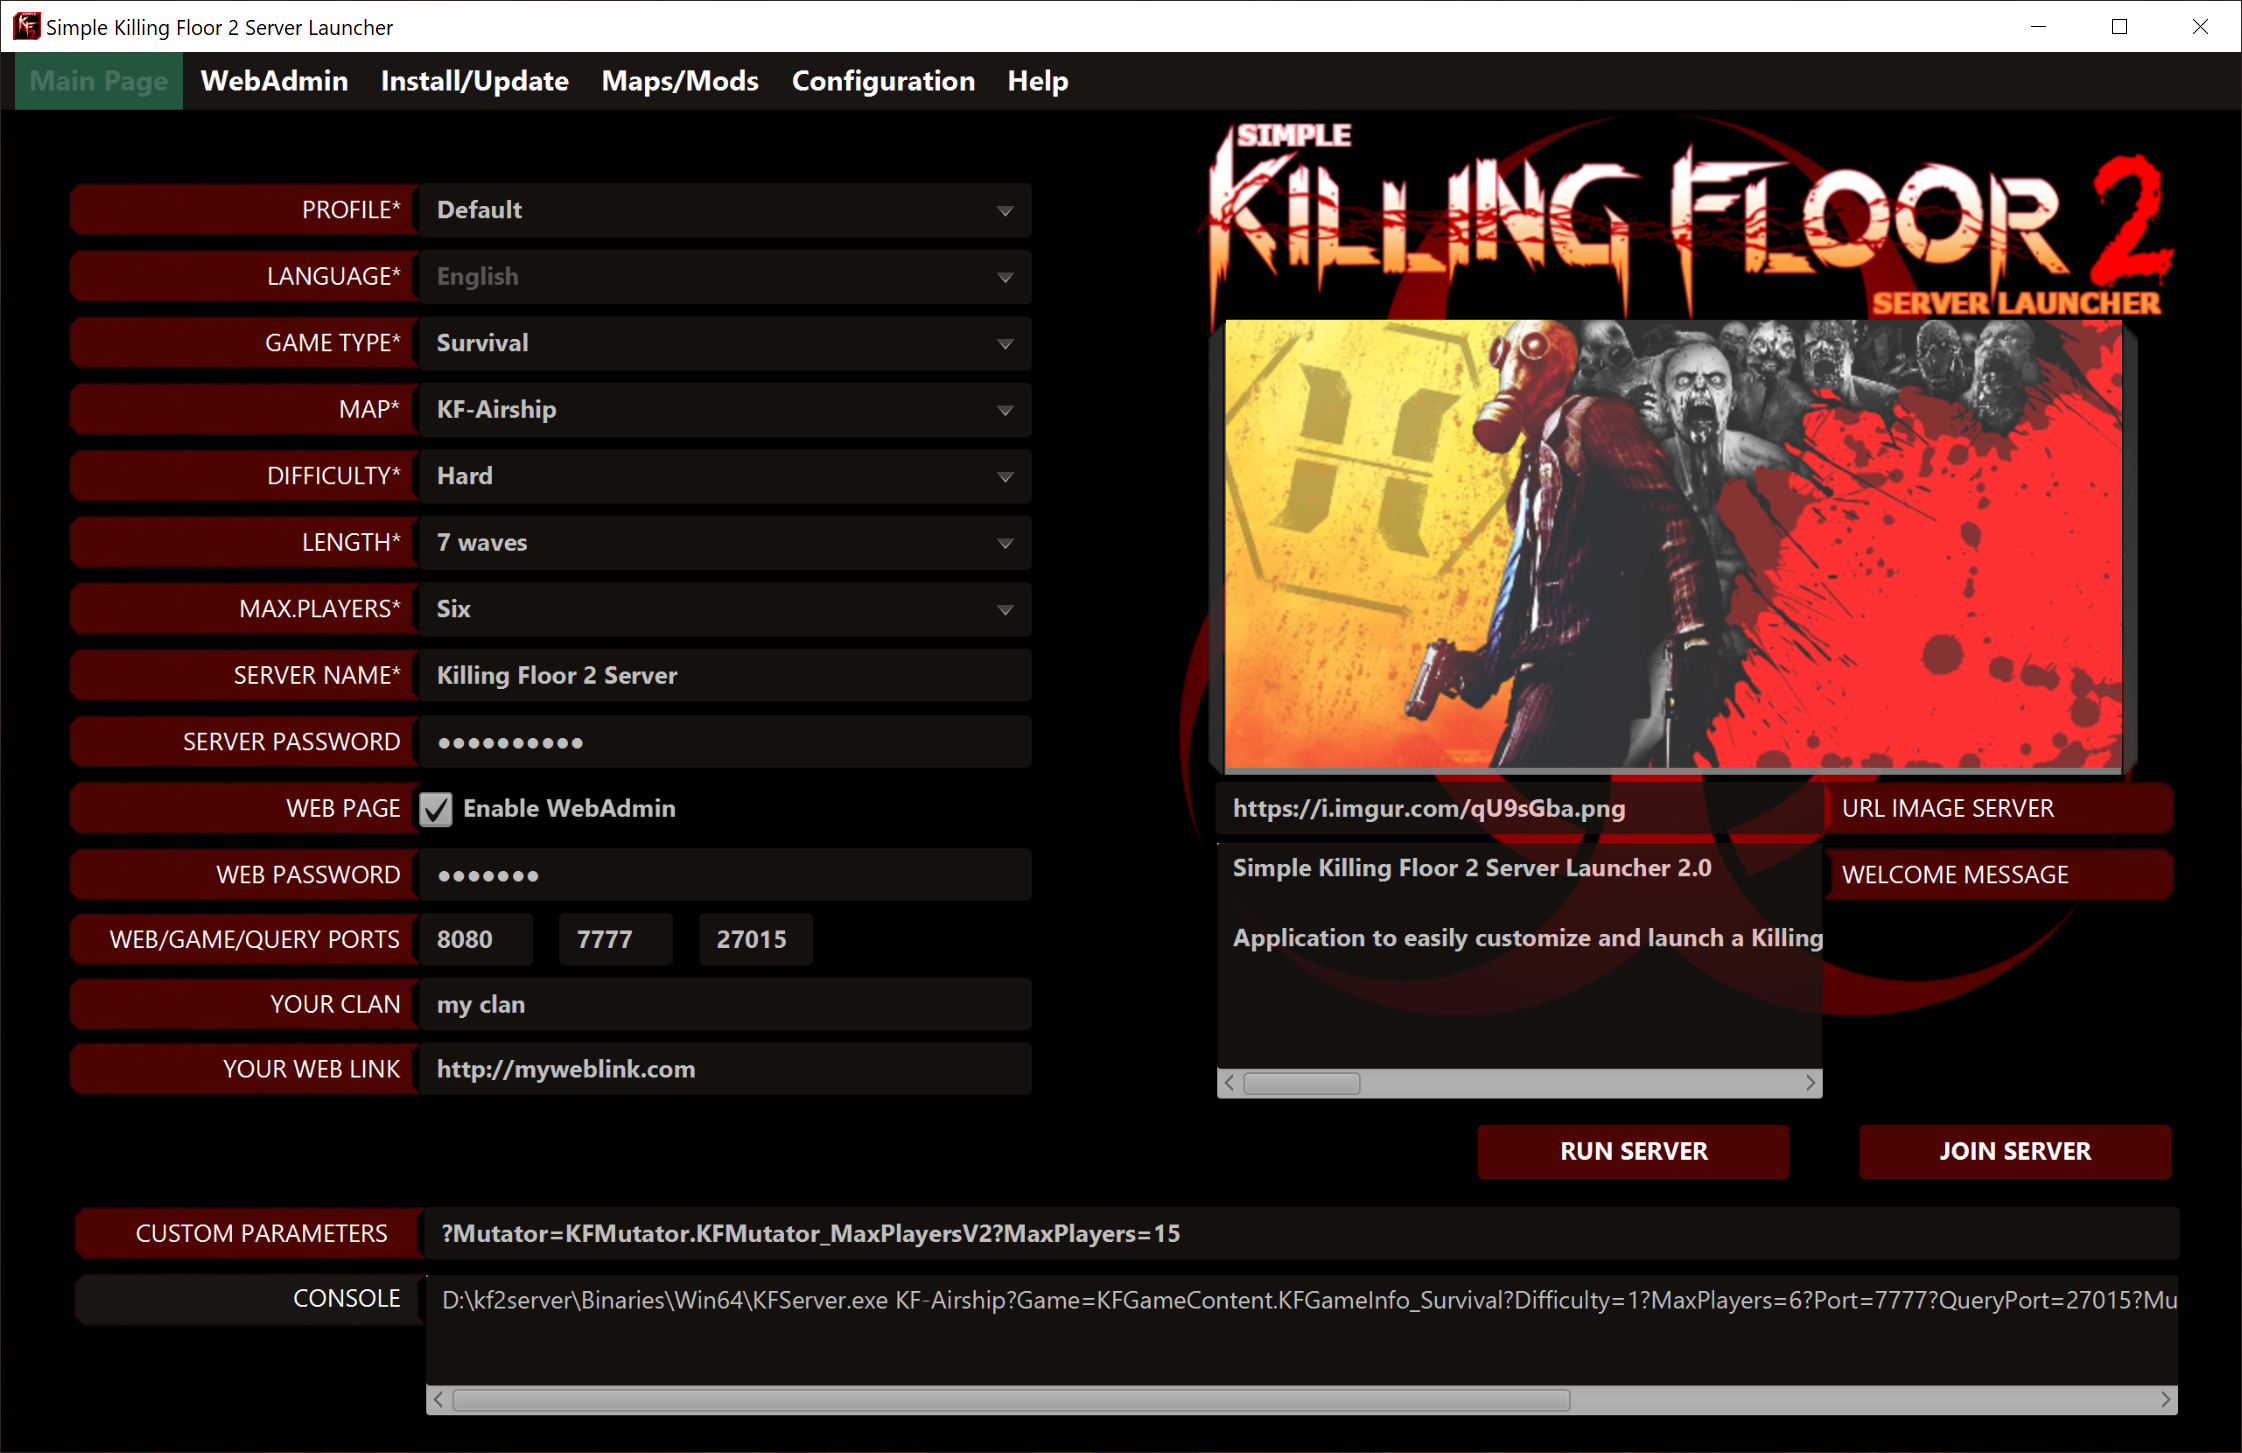 Simple Killing Floor 2 Server Launcher
Main Page WebAdmin Install/Update Maps/Mods Configuration Help
SIMPLE
KILLING FLOOR 2
SERVER LAUNCHER
PROFILE* Default
LANGUAGE* English
GAME TYPE* Survival
MAP* KF-Airship
DIFFICULTY* Hard
LENGTH* 7 waves
MAX.PLAYERS* Six
SERVER NAME* Killing Floor 2 Server
SERVER PASSWORD ●●●●●●●●●●
WEB PAGE Enable WebAdmin
WEB PASSWORD ●●●●●●●
WEB/GAME/QUERY PORTS 8080 7777 27015
YOUR CLAN my clan
YOUR WEB LINK http://myweblink.com
https://i.imgur.com/qU9sGba.png URL IMAGE SERVER
Simple Killing Floor 2 Server Launcher 2.0 WELCOME MESSAGE
Application to easily customize and launch a Killing
RUN SERVER JOIN SERVER
CUSTOM PARAMETERS ?Mutator=KFMutator.KFMutator_MaxPlayersV2?MaxPlayers=15
CONSOLE D:\kf2server\Binaries\Win64\KFServer.exe KF-Airship?Game=KFGameContent.KFGameInfo_Survival?Difficulty=1?MaxPlayers=6?Port=7777?QueryPort=27015?Mu